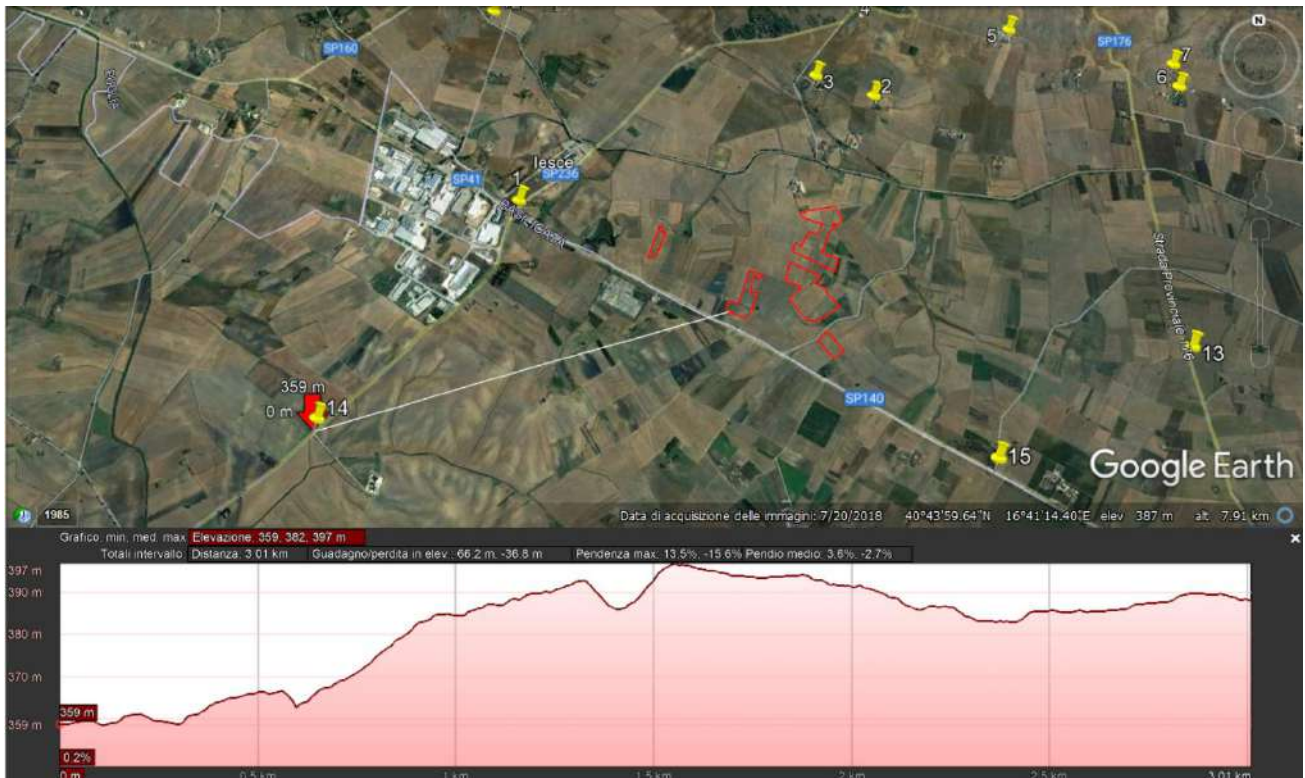 4
5
SP176
7
6
SP160
3
2
N
Iesce
SP41
SP236
1
BASILICATA
Strada Provinciale
13
359 m
0 m
14
SP140
15
Google Earth
1985
Data di acquisizione delle immagini: 7/20/2018 40°43'59.64"N 16°41'14.40"E elev 387 m alt 7.91 km
Grafico: min, med, max Elevazione: 359, 382, 397 m
Totali intervallo: Distanza: 3.01 km Guadagno/perdita in elev.: 66.2 m, -36.8 m Pendenza max: 13.5%, -15.6% Pendio medio: 3.6%, -2.7%
397 m
390 m
380 m
370 m
359 m
359 m
0.2%
0 m 0.5 km 1 km 1.5 km 2 km 2.5 km 3.01 km